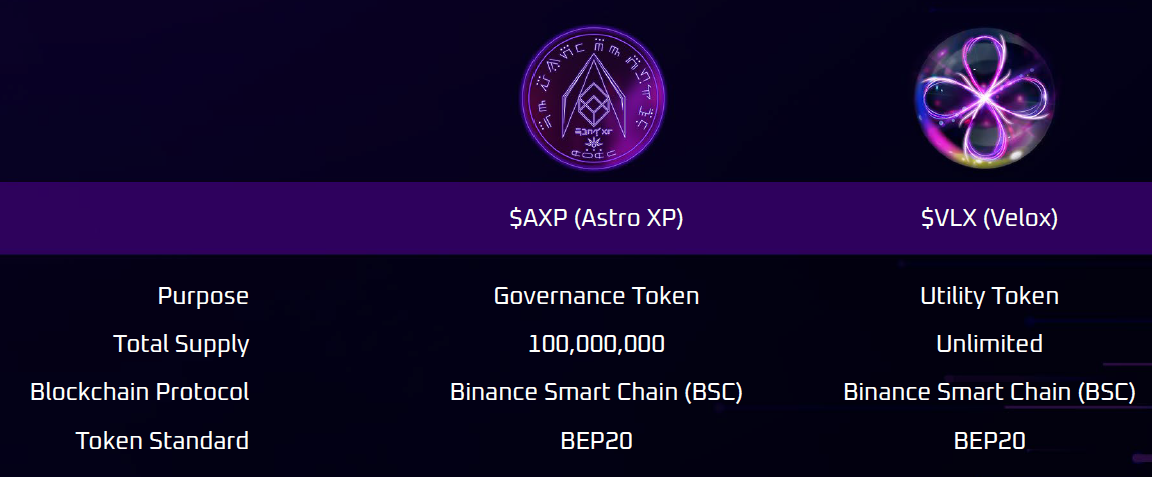 $AXP (Astro XP) $VLX (Velox)
Purpose Governance Token Utility Token
Total Supply 100,000,000 Unlimited
Blockchain Protocol Binance Smart Chain (BSC) Binance Smart Chain (BSC)
Token Standard BEP20 BEP20